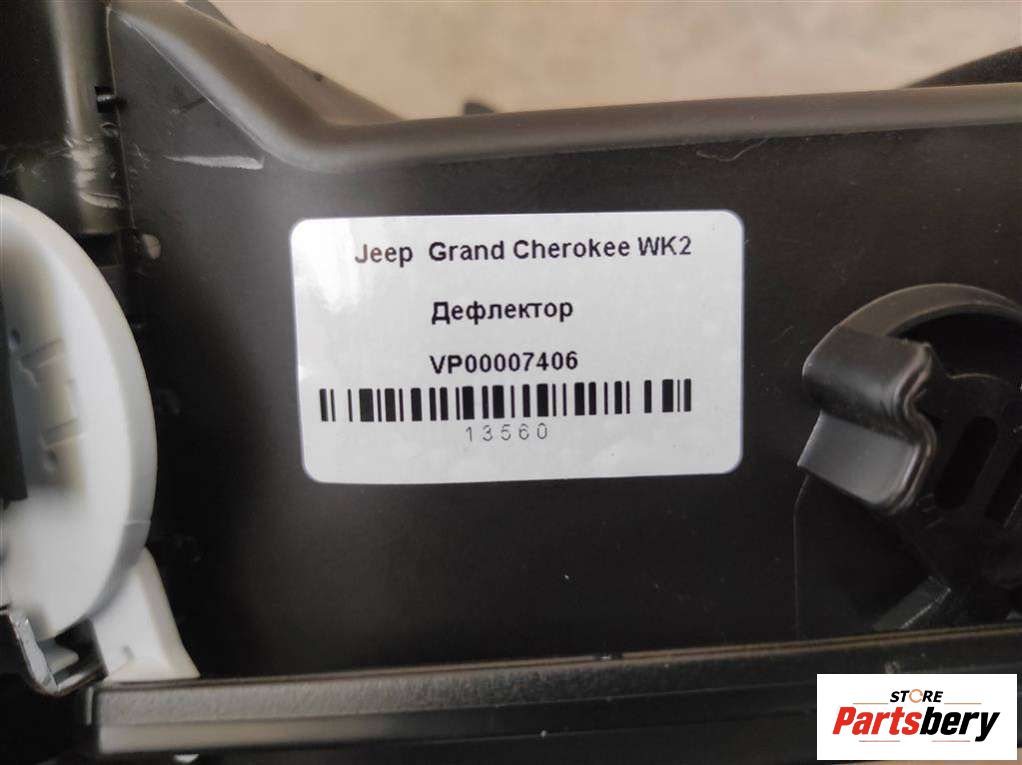 Jeep Grand Cherokee WK2
Дефлектор
VP00007406
13560
STORE
Partsbery